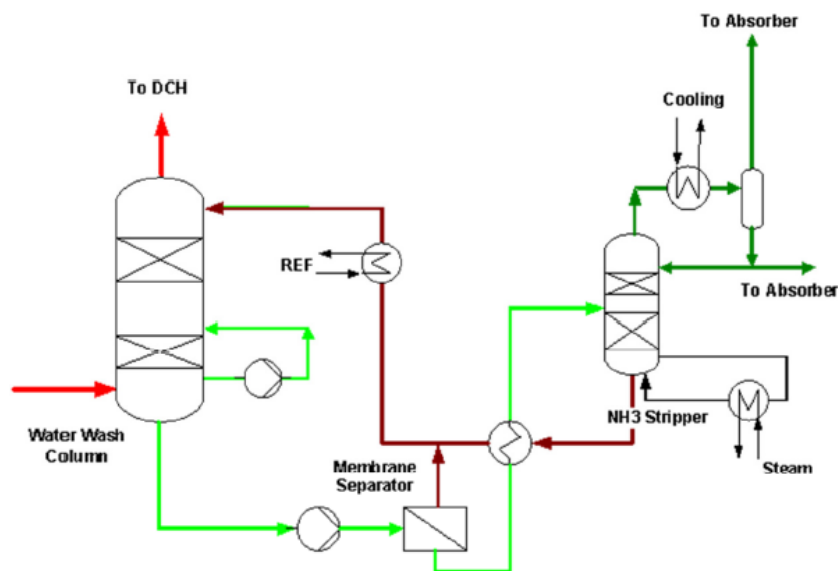 To Absorber
To DCH
Cooling
REF
To Absorber
NH3 Stripper
Water Wash
Column
Membrane
Separator
Steam